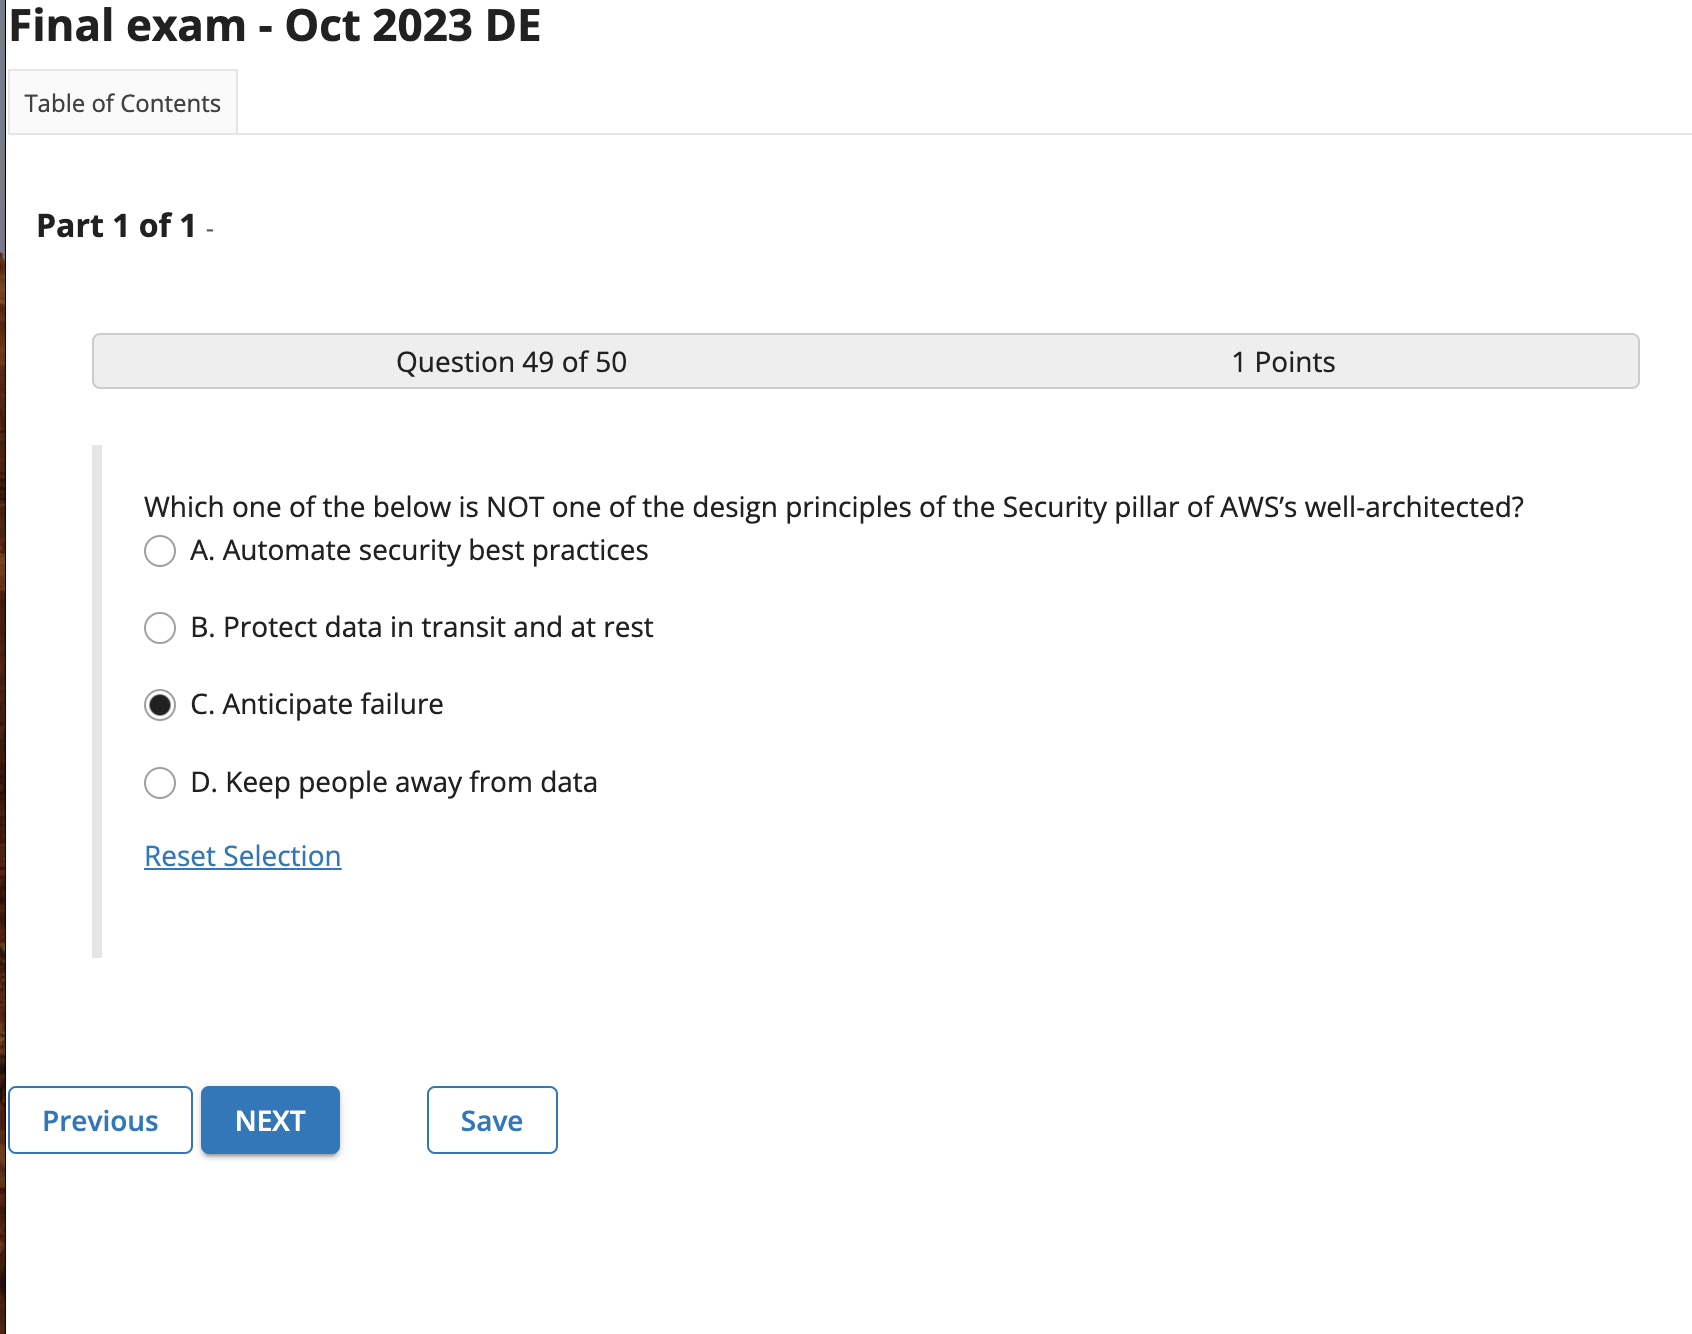 Final exam - Oct 2023 DE
Table of Contents
Part 1 of 1 -
Question 49 of 50 1 Points
Which one of the below is NOT one of the design principles of the Security pillar of AWS’s well-architected?
A. Automate security best practices
B. Protect data in transit and at rest
C. Anticipate failure
D. Keep people away from data
Reset Selection
Previous NEXT Save